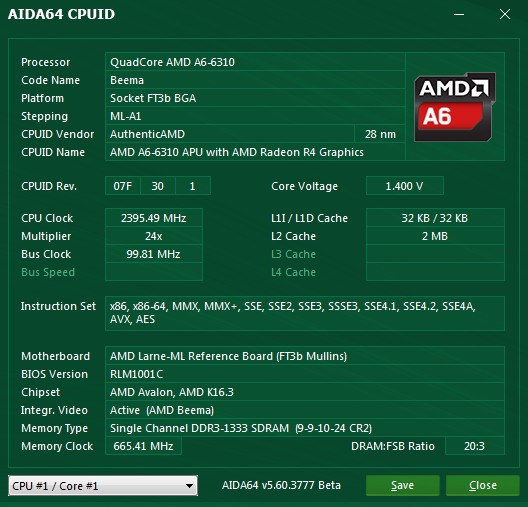 AIDA64 CPUID
Processor QuadCore AMD A6-6310
Code Name Beema
Platform Socket FT3b BGA
Stepping ML-A1
CPUID Vendor AuthenticAMD 28 nm
CPUID Name AMD A6-6310 APU with AMD Radeon R4 Graphics
AMD
A6
CPUID Rev. 07F 30 1 Core Voltage 1.400 V
CPU Clock 2395.49 MHz L1I / L1D Cache 32 KB / 32 KB
Multiplier 24x L2 Cache 2 MB
Bus Clock 99.81 MHz L3 Cache
Bus Speed L4 Cache
Instruction Set x86, x86-64, MMX, MMX+, SSE, SSE2, SSE3, SSSE3, SSE4.1, SSE4.2, SSE4A,
AVX, AES
Motherboard AMD Larne-ML Reference Board (FT3b Mullins)
BIOS Version RLM1001C
Chipset AMD Avalon, AMD K16.3
Integr. Video Active (AMD Beema)
Memory Type Single Channel DDR3-1333 SDRAM (9-9-10-24 CR2)
Memory Clock 665.41 MHz DRAM:FSB Ratio 20:3
CPU #1 / Core #1 AIDA64 v5.60.3777 Beta Save Close